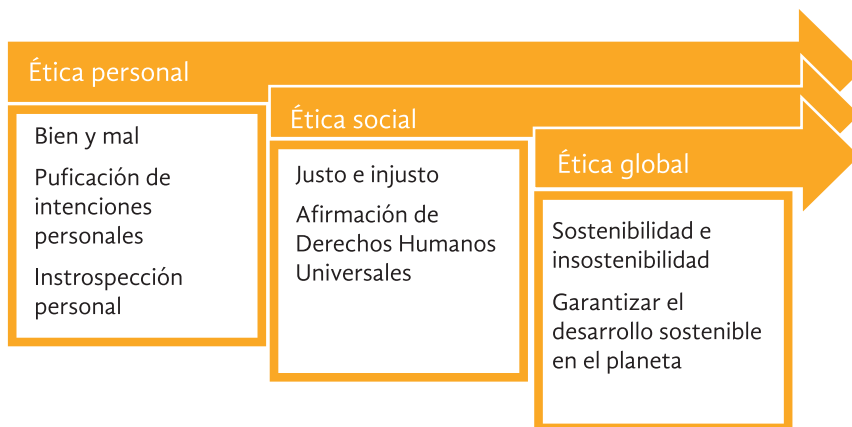 Ética personal
Bien y mal
Puficación de
intenciones
personales
Instrospección
personal
Ética social
Justo e injusto
Afirmación de
Derechos Humanos
Universales
Ética global
Sostenibilidad e
insostenibilidad
Garantizar el
desarrollo sostenible
en el planeta